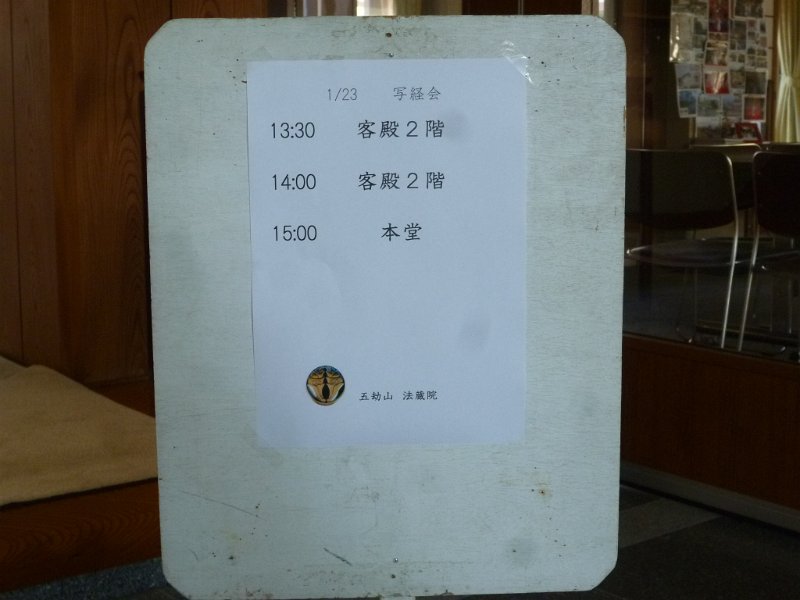 1/23 写経会
13:30 客殿２階
14:00 客殿２階
15:00 本堂
五劫山 法蔵院